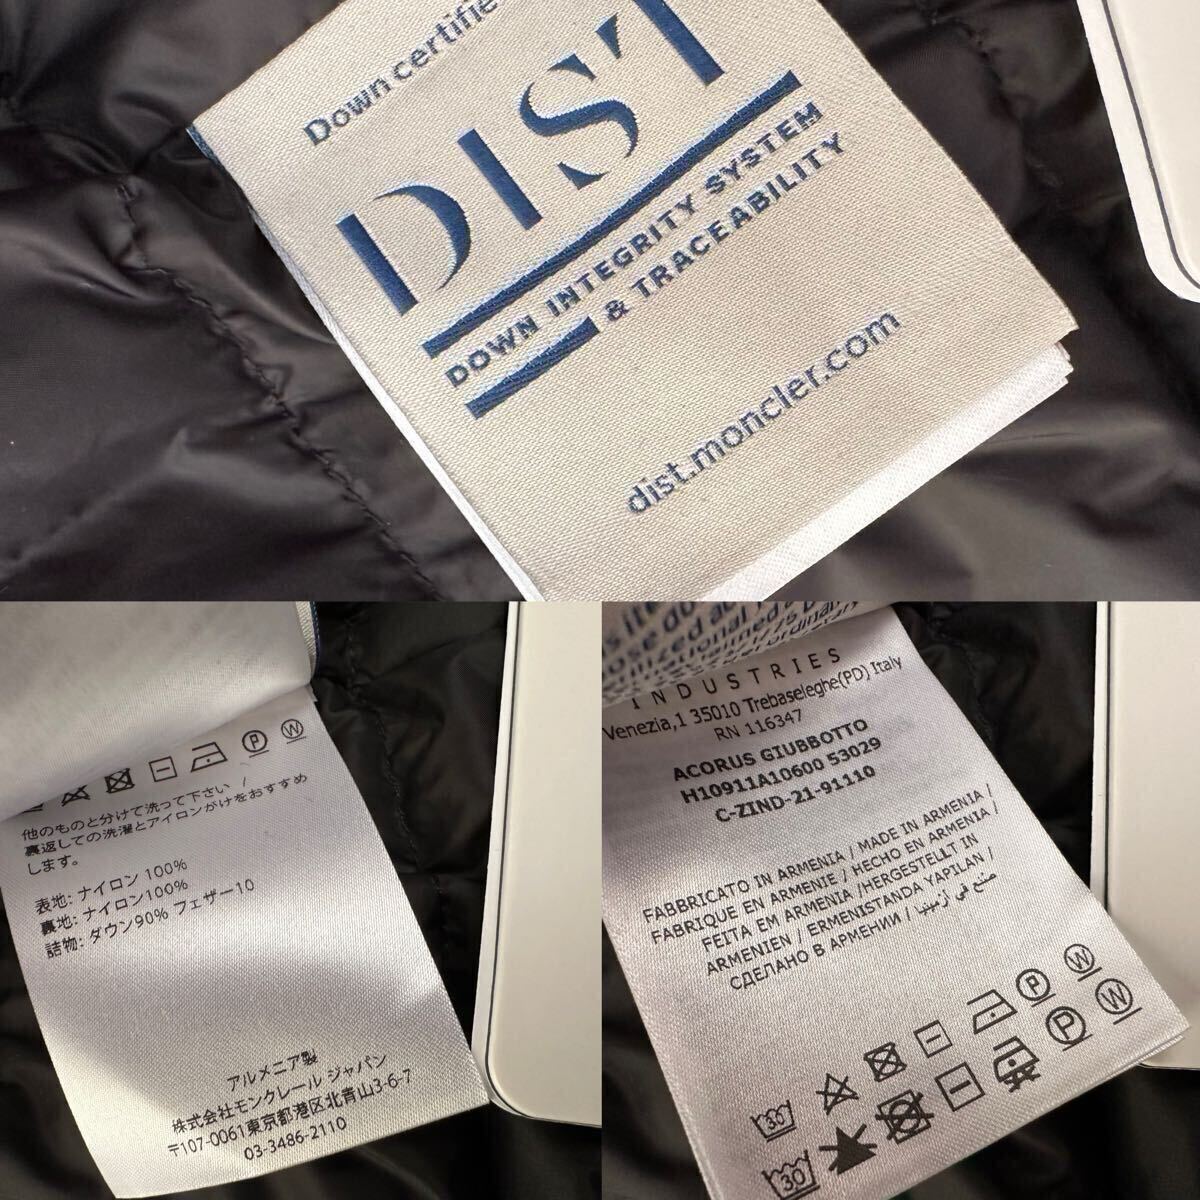 Down certifie
DIST
DOWN INTEGRITY SYSTEM
& TRACEABILITY
dist.moncler.com
他のものと分けて洗って下さい /
裏返しての洗濯とアイロンがけをおすすめ
します。
表地: ナイロン 100%
裏地: ナイロン100%
詰物: ダウン90% フェザー10
アルメニア製
株式会社モンクレール ジャパン
〒107-0061東京都港区北青山3-6-7
03-3486-2110
INDUSTRIES
Venezia,1 35010 Trebaseleghe(PD) Italy
RN 116347
ACORUS GIUBBOTTO
H10911A10600 53029
C-ZIND-21-91110
FABBRICATO IN ARMENIA / MADE IN ARMENIA /
FABRIQUE EN ARMENIE / HECHO EN ARMENIA /
FEITA EM ARMENIA /HERGESTELLT IN
ARMENIEN / ERMENISTANDA YAPILAN /
СДЕЛАНО В АРМЕНИИ / صنع في زمينيا